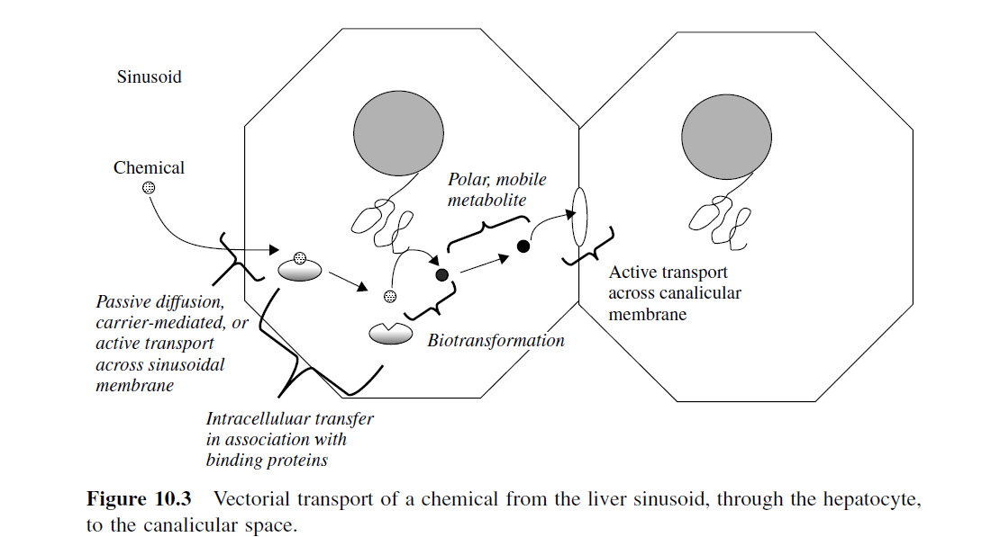 Sinusoid
Chemical
Polar, mobile
metabolite
Passive diffusion,
carrier-mediated, or
active transport
across sinusoidal
membrane
Active transport
across canalicular
membrane
Biotransformation
Intracelluluar transfer
in association with
binding proteins
Figure 10.3 Vectorial transport of a chemical from the liver sinusoid, through the hepatocyte,
to the canalicular space.